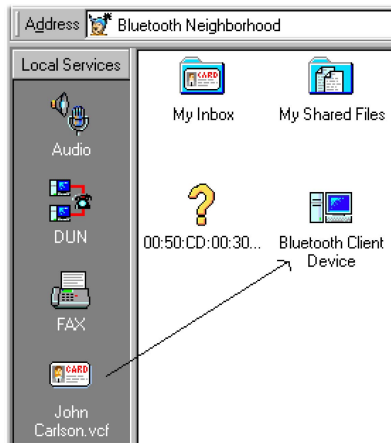 Address Bluetooth Neighborhood
Local Services
Audio
DUN
FAX
CARD
John
Carlson.vcf
CARD
My Inbox
My Shared Files
00:50:CD:00:30...
Bluetooth Client
Device